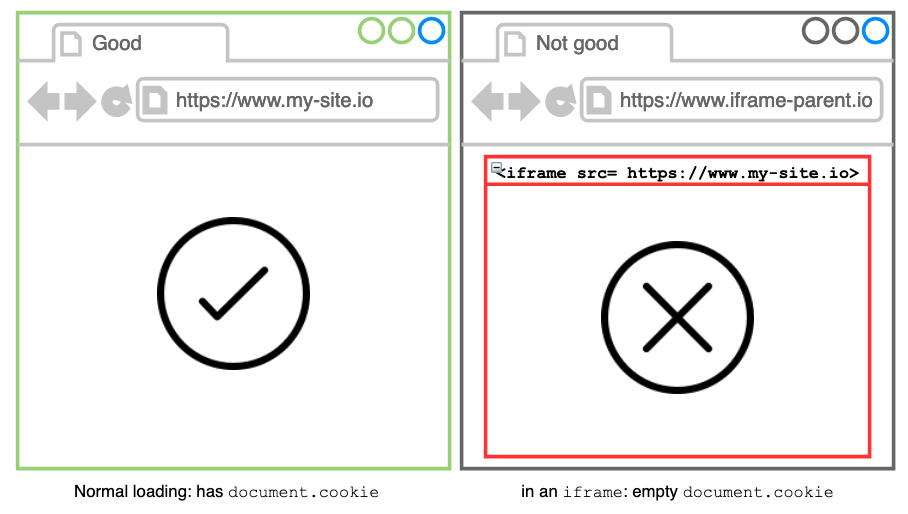 Good
https://www.my-site.io
Normal loading: has document.cookie
Not good
https://www.iframe-parent.io
<iframe src= https://www.my-site.io>
in an iframe: empty document.cookie